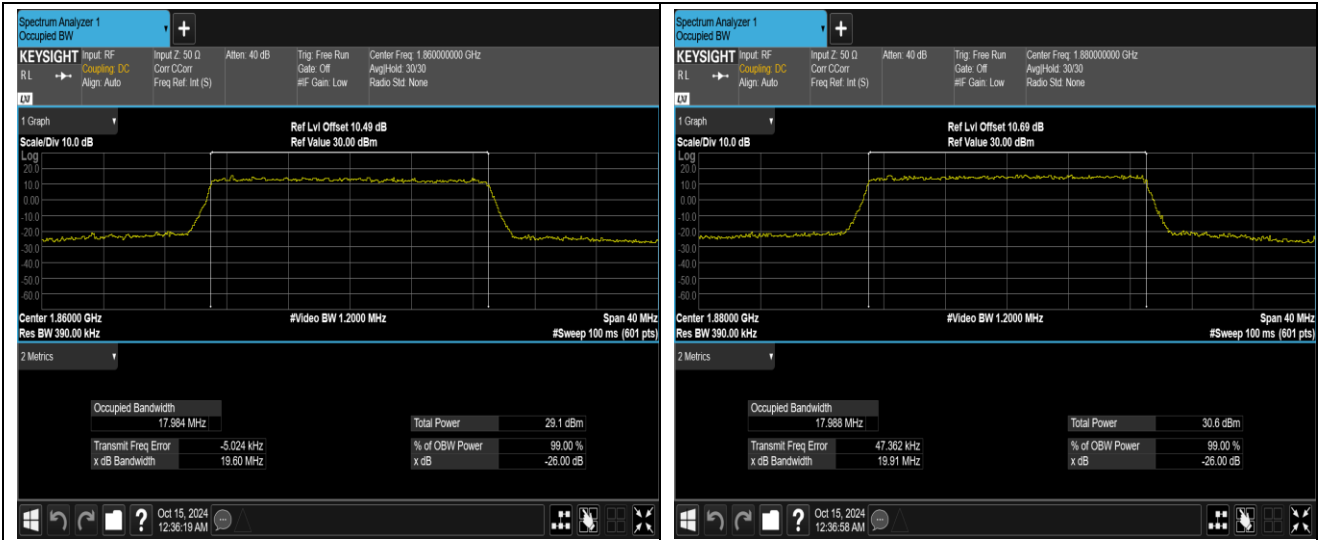 Spectrum Analyzer 1
Occupied BW
+
KEYSIGHT Input: RF Input Z: 50 Ω Atten: 40 dB Trig: Free Run Center Freq: 1.860000000 GHz
RL Coupling: DC Corr CCorr Gate: Off Avg|Hold: 30/30
Align: Auto Freq Ref: Int (S) #IF Gain: Low Radio Std: None
LXI
1 Graph
Ref Lvl Offset 10.49 dB
Scale/Div 10.0 dB Ref Value 30.00 dBm
Log
20.0
10.0
0.00
-10.0
-20.0
-30.0
-40.0
-50.0
-60.0
Center 1.86000 GHz #Video BW 1.2000 MHz Span 40 MHz
Res BW 390.00 kHz #Sweep 100 ms (601 pts)
2 Metrics
Occupied Bandwidth
17.984 MHz Total Power 29.1 dBm
Transmit Freq Error -5.024 kHz % of OBW Power 99.00 %
x dB Bandwidth 19.60 MHz x dB -26.00 dB
? Oct 15, 2024
12:36:19 AM
Spectrum Analyzer 1
Occupied BW
+
KEYSIGHT Input: RF Input Z: 50 Ω Atten: 40 dB Trig: Free Run Center Freq: 1.880000000 GHz
RL Coupling: DC Corr CCorr Gate: Off Avg|Hold: 30/30
Align: Auto Freq Ref: Int (S) #IF Gain: Low Radio Std: None
LXI
1 Graph
Ref Lvl Offset 10.69 dB
Scale/Div 10.0 dB Ref Value 30.00 dBm
Log
20.0
10.0
0.00
-10.0
-20.0
-30.0
-40.0
-50.0
-60.0
Center 1.88000 GHz #Video BW 1.2000 MHz Span 40 MHz
Res BW 390.00 kHz #Sweep 100 ms (601 pts)
2 Metrics
Occupied Bandwidth
17.988 MHz Total Power 30.6 dBm
Transmit Freq Error 47.362 kHz % of OBW Power 99.00 %
x dB Bandwidth 19.91 MHz x dB -26.00 dB
? Oct 15, 2024
12:36:58 AM